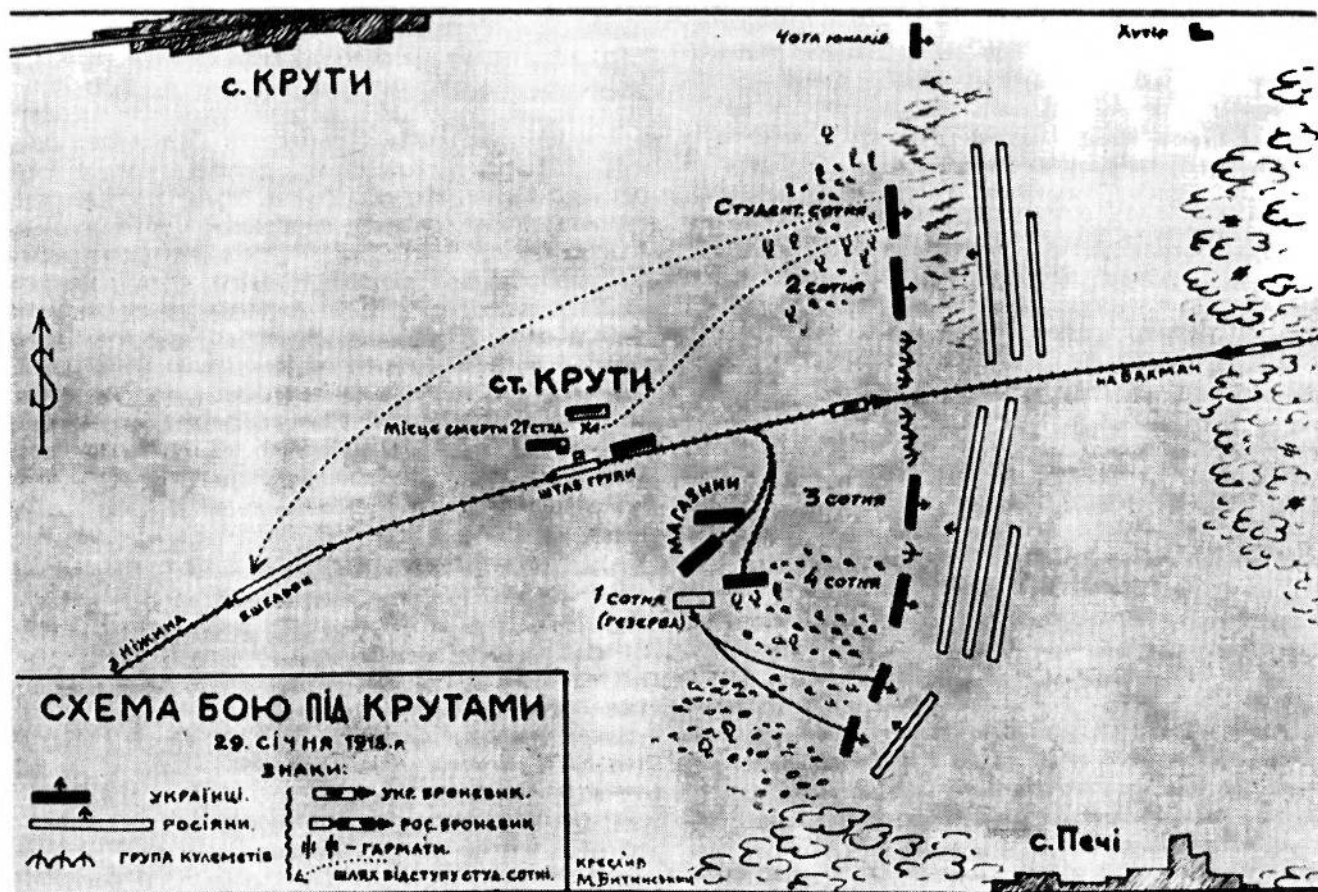 с. КРУТИ
Чота юнаків
Хутір
Студент. сотня
2 сотня
ст. КРУТИ
Місце смерти 27 студ.
штаб групи
на Бахмач
магазини
3 сотня
4 сотня
1 сотня
(резерва)
ешельон
з Ніжина
СХЕМА БОЮ ПІД КРУТАМИ
29. СІЧНЯ 1918.р
ЗНАКИ:
УКРАЇНЦІ.
РОСІЯНИ.
ГРУПА КУЛЕМЕТІВ
УКР. БРОНЕВИК.
РОС. БРОНЕВИК
- ГАРМАТИ.
ШЛЯХ ВІДСТУПУ СТУД. СОТНІ.
креслив
М. Битинський
с. Печі